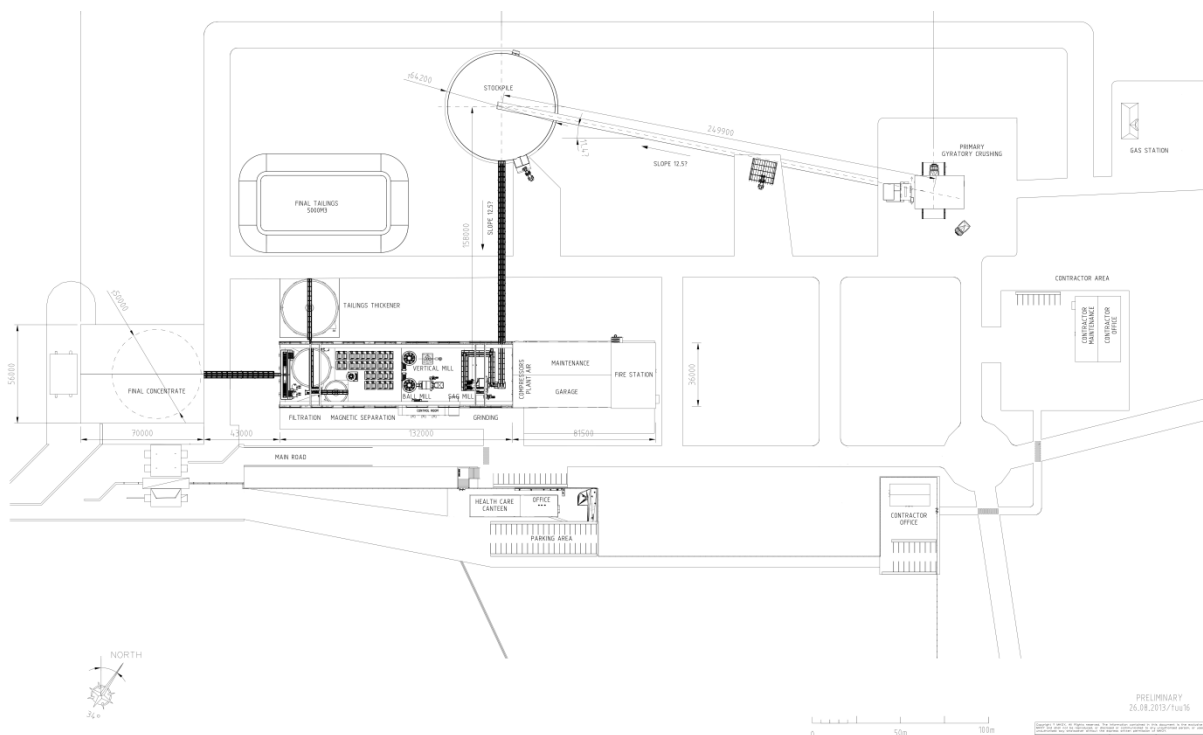 r64200
STOCKPILE
249900
SLOPE 12,5?
PRIMARY
GYRATORY CRUSHING
GAS STATION
FINAL TAILINGS
5000M3
SLOPE 12.5?
158000
TAILINGS THICKENER
CONTRACTOR AREA
CONTRACTOR
MAINTENANCE
CONTRACTOR
OFFICE
56000
FINAL CONCENTRATE
VERTICAL MILL
BALL MILL
SAG MILL
COMPRESSORS
PLANT AIR
MAINTENANCE
GARAGE
FIRE STATION
36000
FILTRATION
MAGNETIC SEPARATION
GRINDING
70000
43000
132000
81500
MAIN ROAD
HEALTH CARE
CANTEEN
OFFICE
PARKING AREA
CONTRACTOR
OFFICE
NORTH
0
50m
100m
PRELIMINARY
26.08.2013/